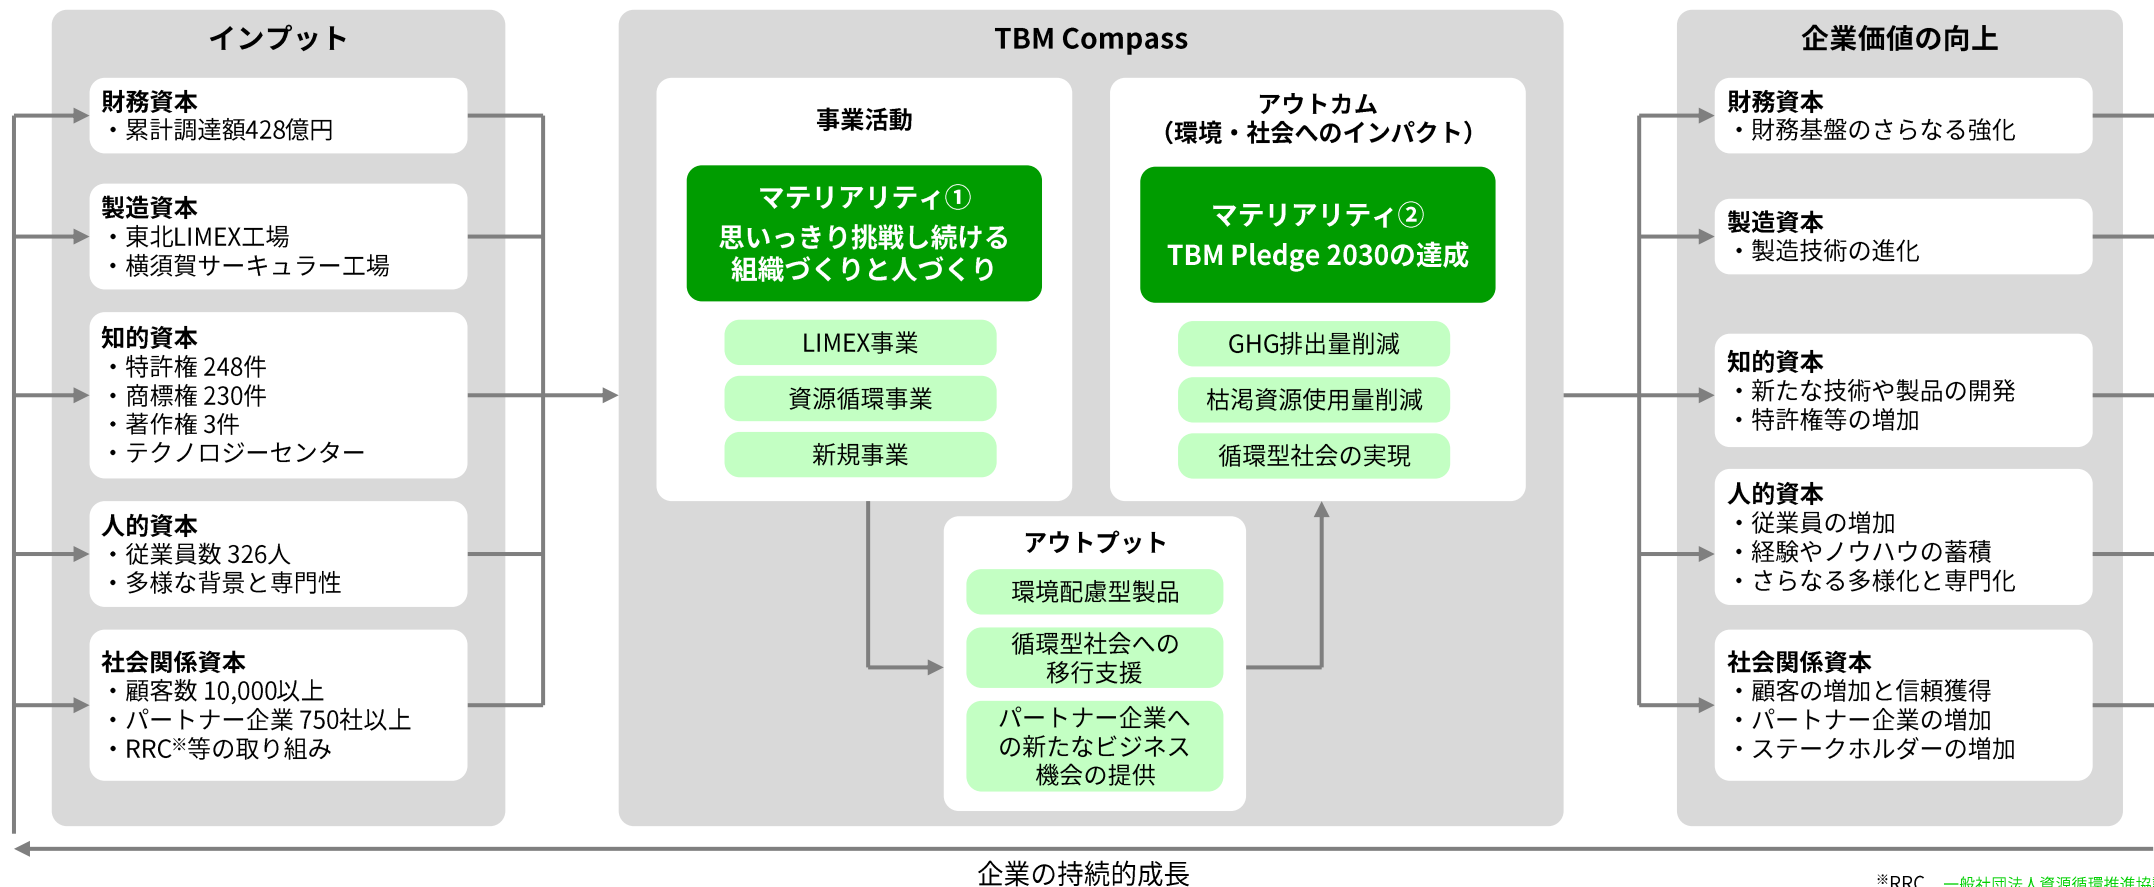 インプット
財務資本
・累計調達額428億円
製造資本
・東北LIMEX工場
・横須賀サーキュラー工場
知的資本
・特許権 248件
・商標権 230件
・著作権 3件
・テクノロジーセンター
人的資本
・従業員数 326人
・多様な背景と専門性
社会関係資本
・顧客数 10,000以上
・パートナー企業 750社以上
・RRC※等の取り組み
TBM Compass
事業活動
マテリアリティ①
思いっきり挑戦し続ける
組織づくりと人づくり
LIMEX事業
資源循環事業
新規事業
アウトプット
環境配慮型製品
循環型社会への
移行支援
パートナー企業へ
の新たなビジネス
機会の提供
アウトカム
（環境・社会へのインパクト）
マテリアリティ②
TBM Pledge 2030の達成
GHG排出量削減
枯渇資源使用量削減
循環型社会の実現
企業価値の向上
財務資本
・財務基盤のさらなる強化
製造資本
・製造技術の進化
知的資本
・新たな技術や製品の開発
・特許権等の増加
人的資本
・従業員の増加
・経験やノウハウの蓄積
・さらなる多様化と専門化
社会関係資本
・顧客の増加と信頼獲得
・パートナー企業の増加
・ステークホルダーの増加
企業の持続的成長
※RRC 一般社団法人資源循環推進協